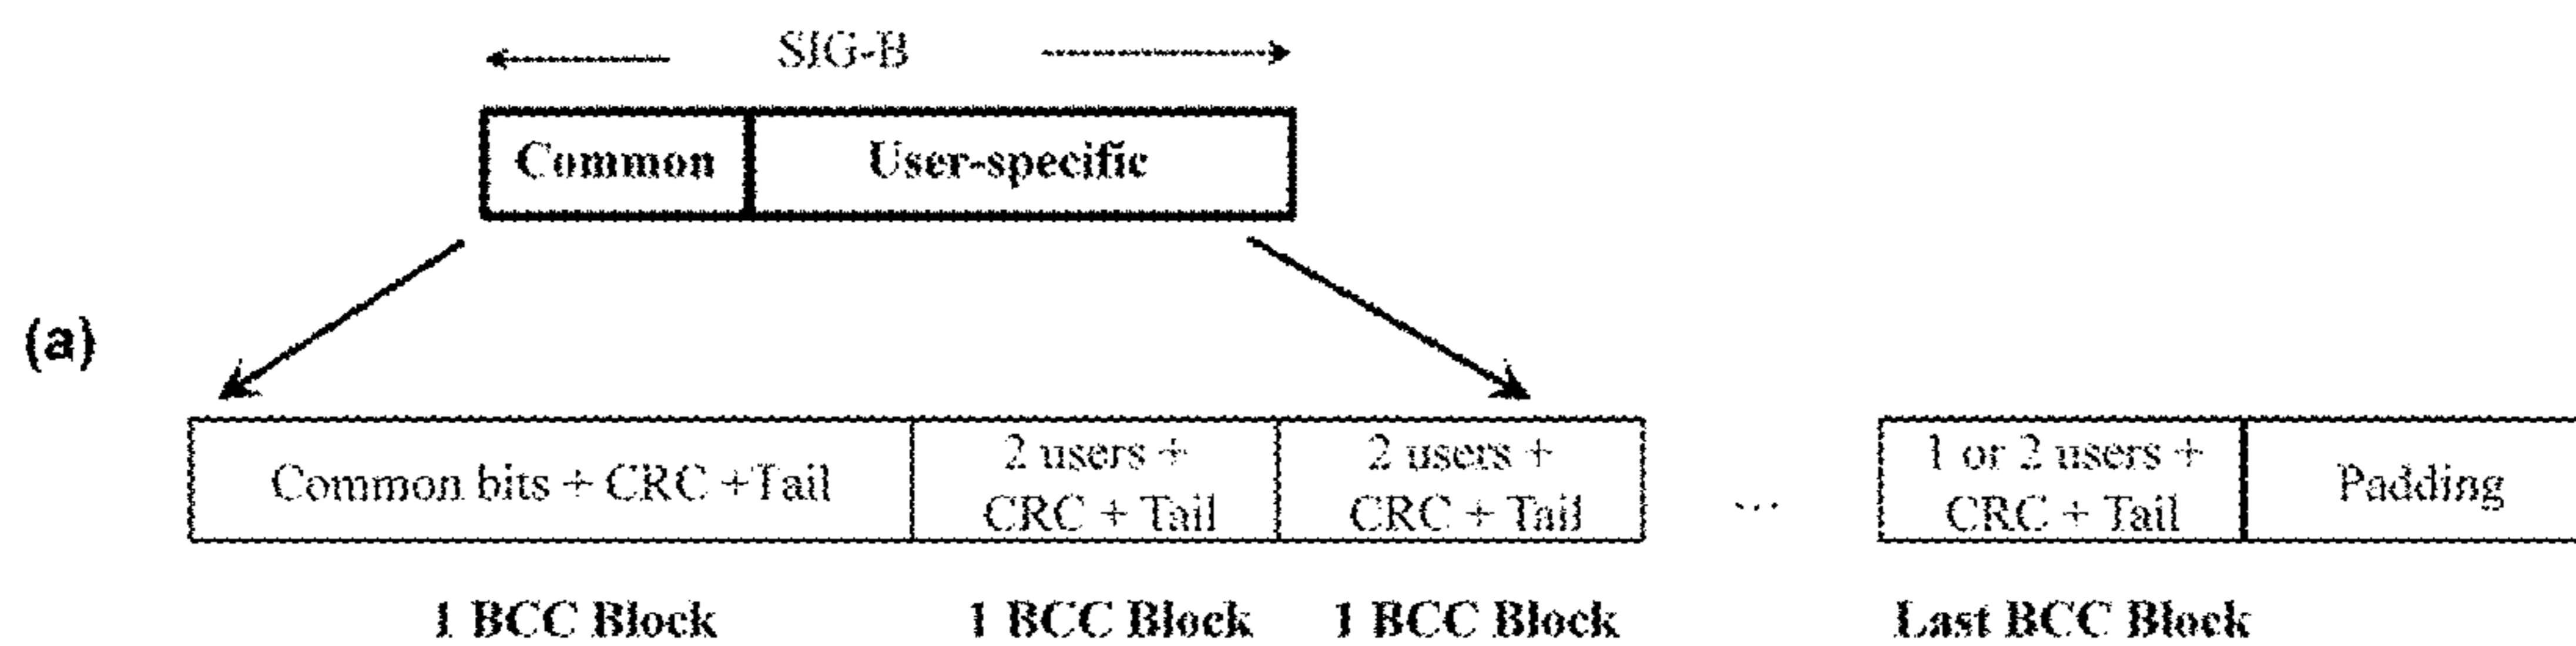 SIG-B
Common
User-specific
(a)
Common bits + CRC +Tail
2 users +
CRC + Tail
2 users +
CRC + Tail
...
1 or 2 users +
CRC + Tail
Padding
1 BCC Block
1 BCC Block
1 BCC Block
Last BCC Block